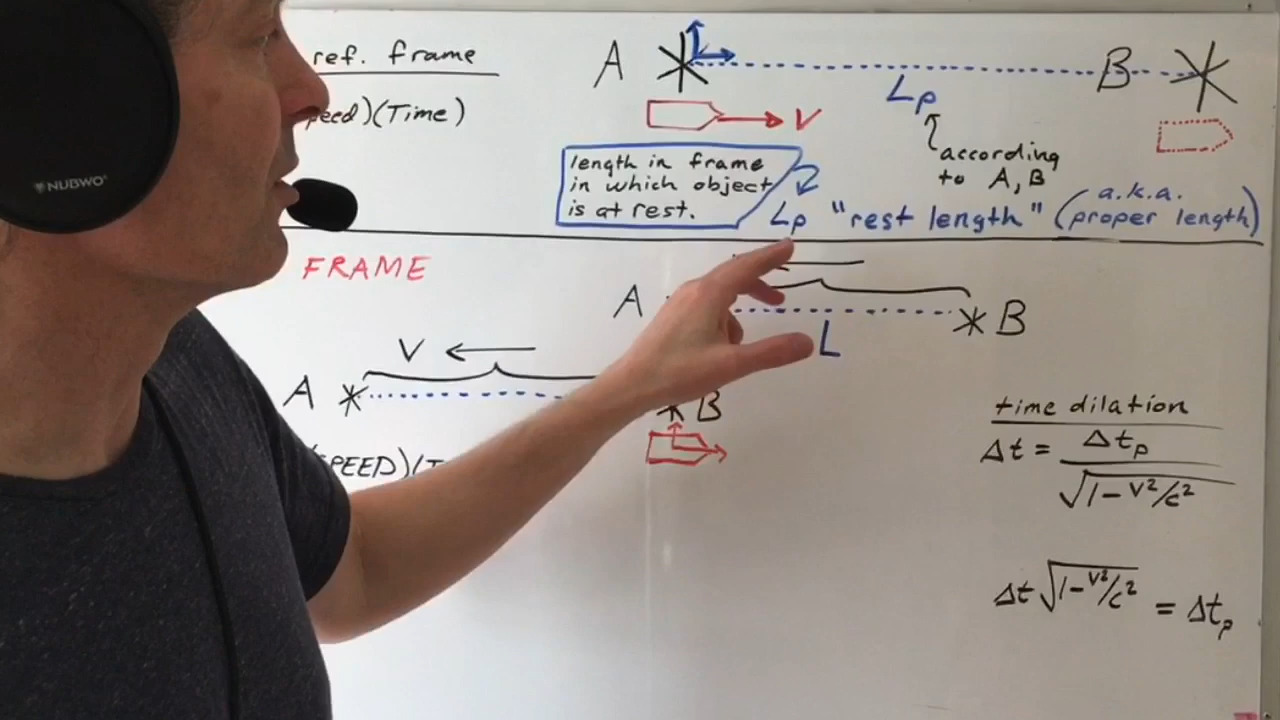 ref. frame
A
B
)(Time)
Lp
V
according
to A, B
length in frame
in which object
is at rest.
Lp "rest length" (a.k.a. proper length)
NUBWO
FRAME
A
B
L
V
A
B
time dilation
Δt = Δtp / √1-v²/c²
Δt√1-v²/c² = Δtp